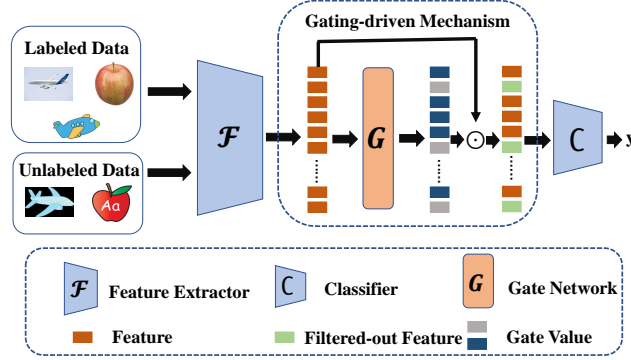 Gating-driven Mechanism
Labeled Data
Unlabeled Data
Aa
ℱ
G
C
y
ℱ Feature Extractor
C Classifier
G Gate Network
Feature
Filtered-out Feature
Gate Value